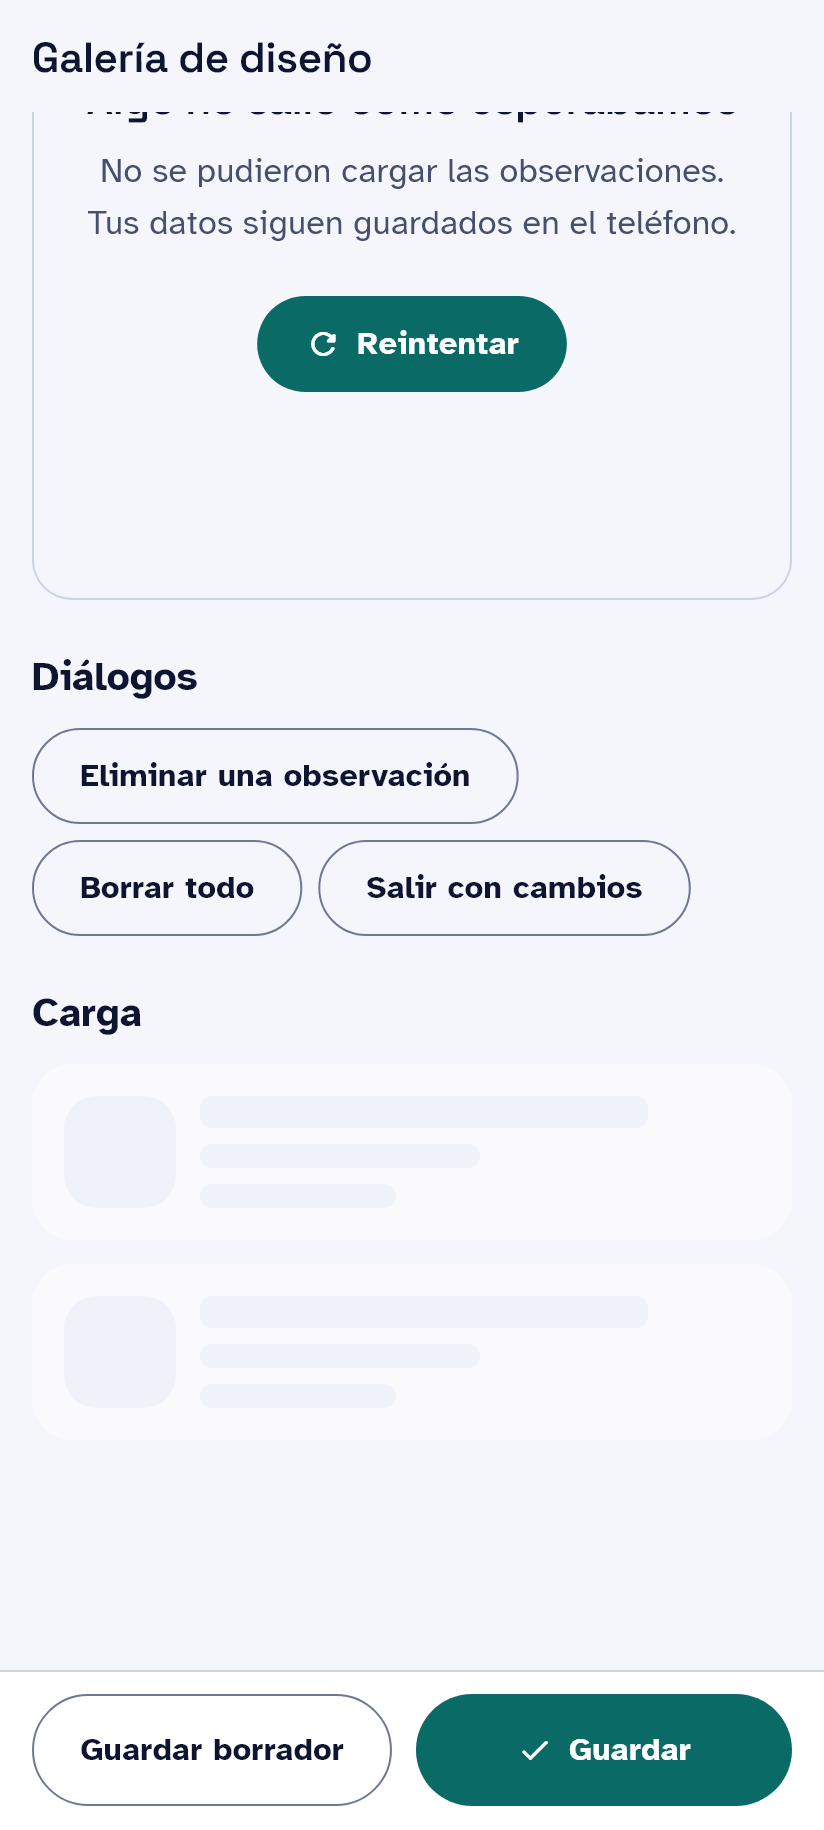 Galería de diseño
No se pudieron cargar las observaciones.
Tus datos siguen guardados en el teléfono.
Reintentar
Diálogos
Eliminar una observación
Borrar todo
Salir con cambios
Carga
Guardar borrador
Guardar